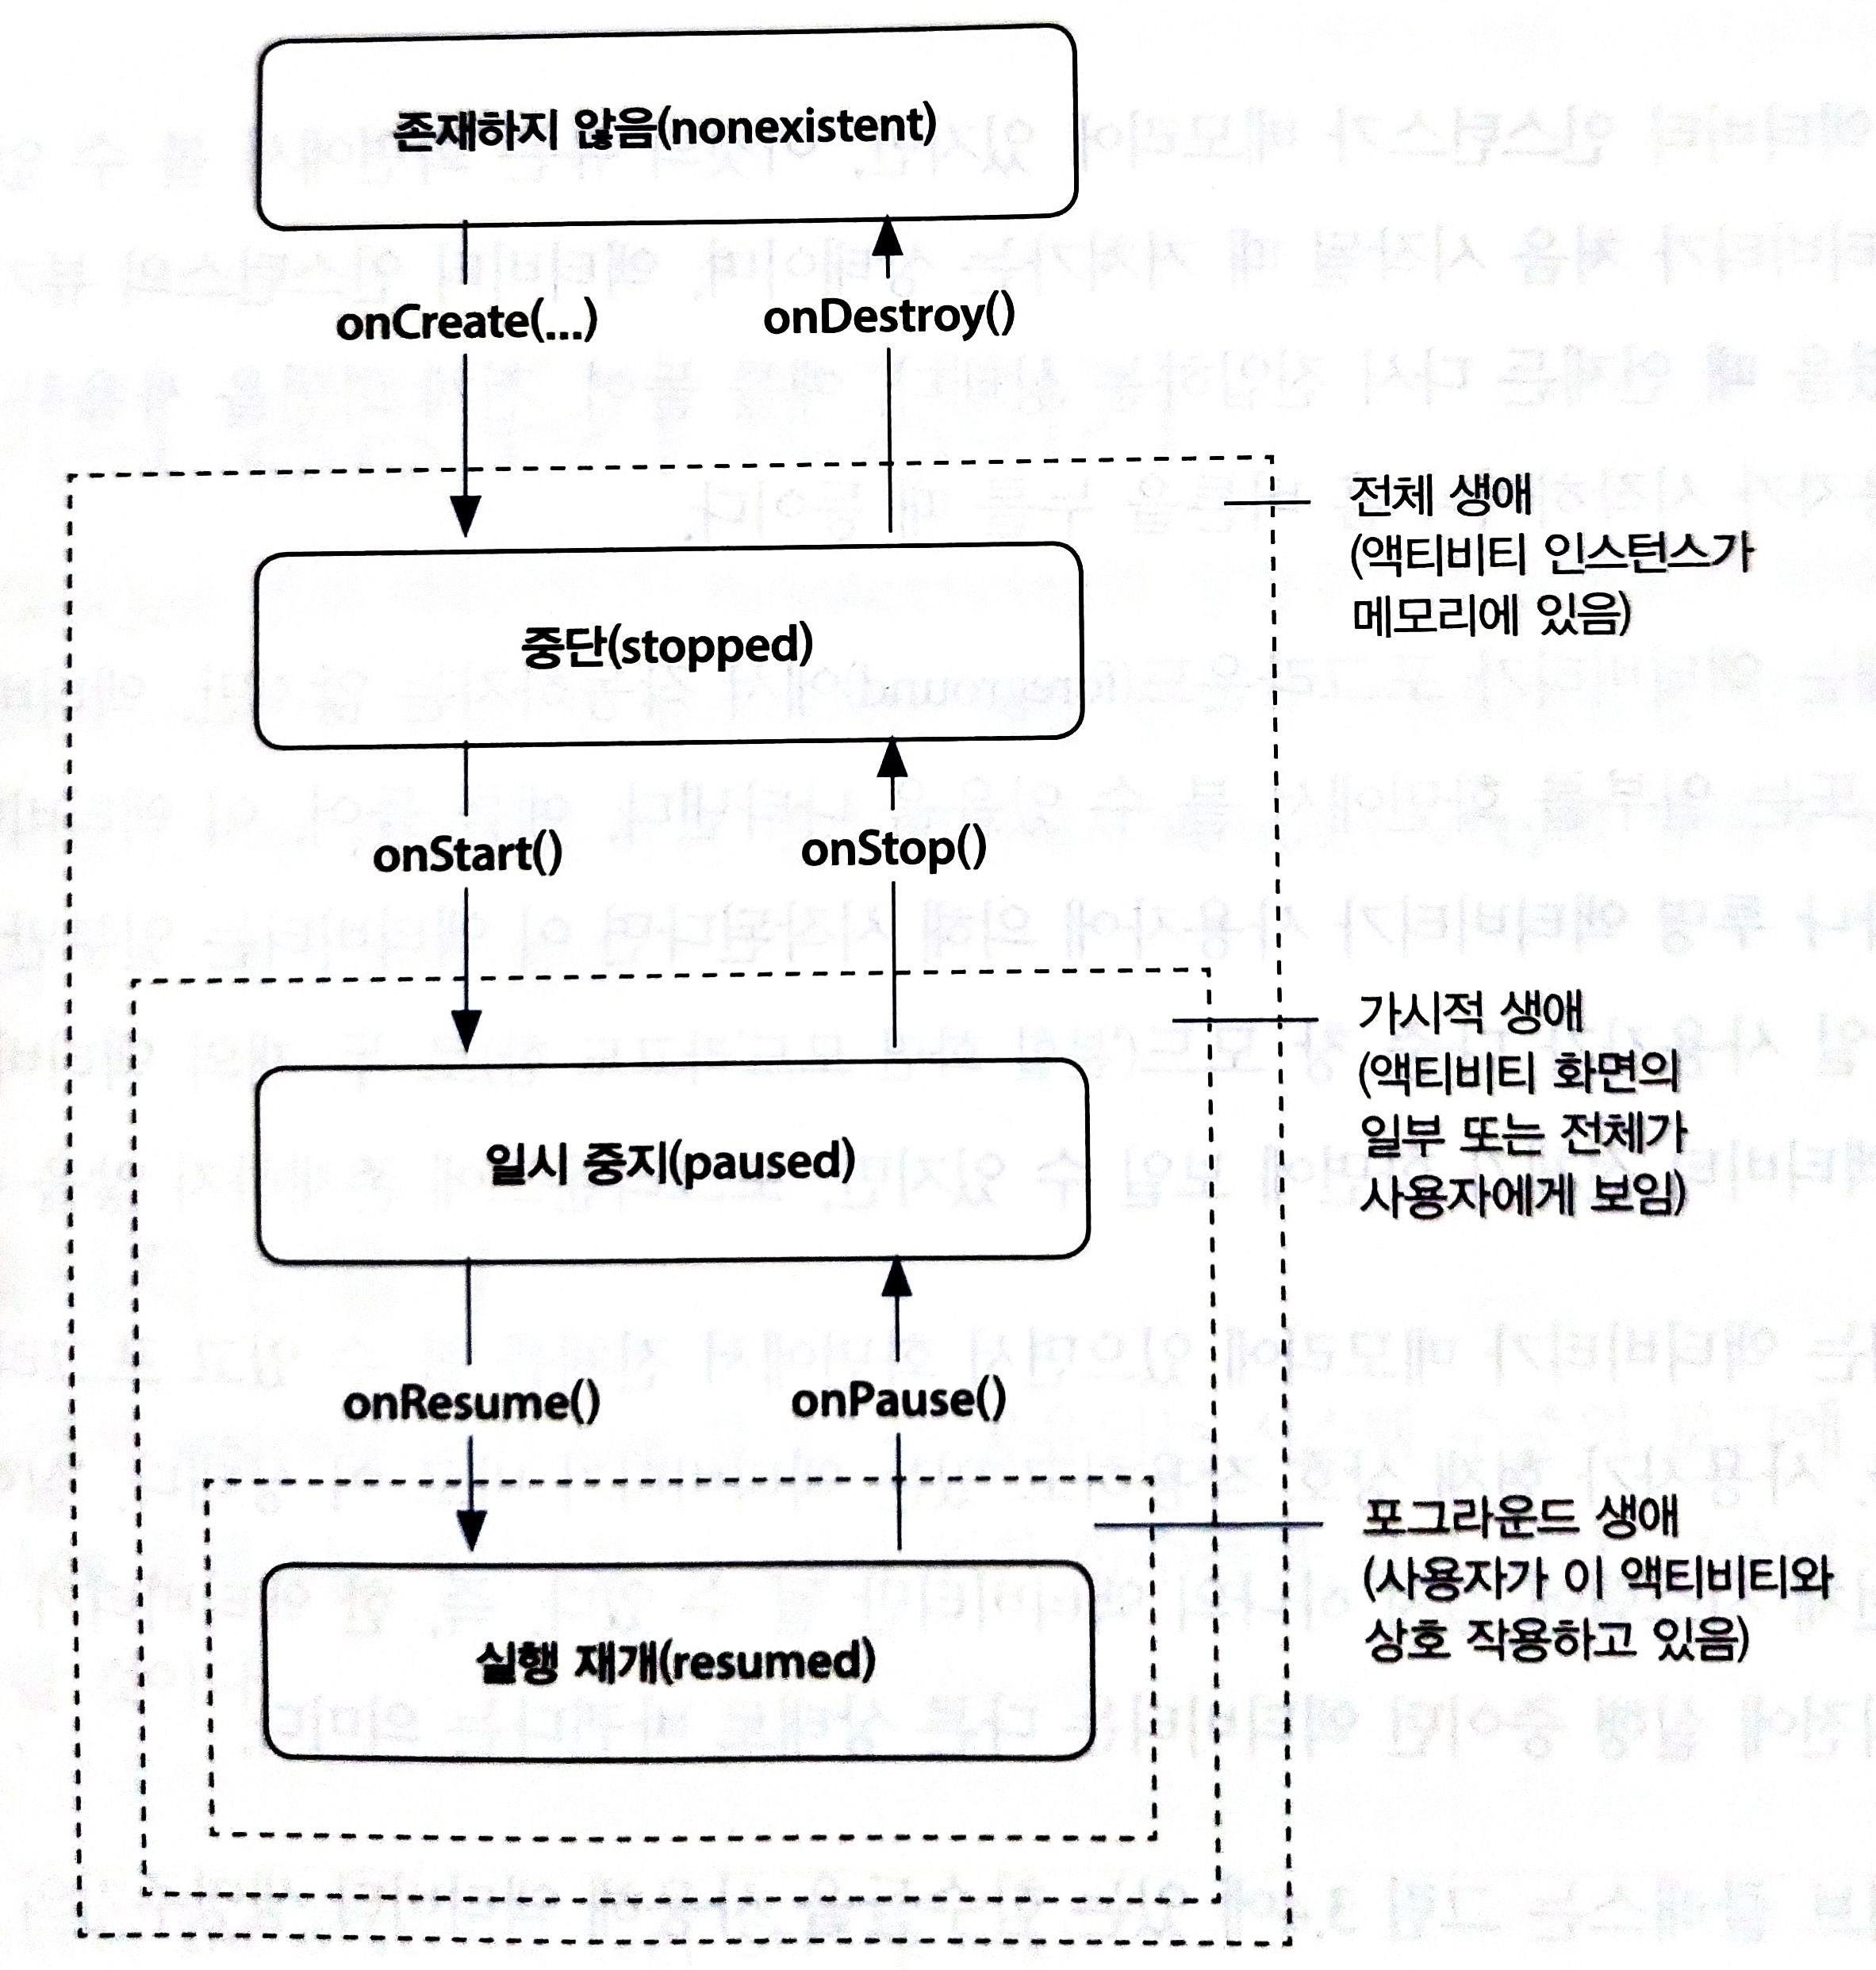 존재하지 않음(nonexistent)
onCreate(...)
onDestroy()
전체 생애
(액티비티 인스턴스가
메모리에 있음)
중단(stopped)
onStart()
onStop()
가시적 생애
(액티비티 화면의
일부 또는 전체가
사용자에게 보임)
일시 중지(paused)
onResume()
onPause()
포그라운드 생애
(사용자가 이 액티비티와
상호 작용하고 있음)
실행 재개(resumed)